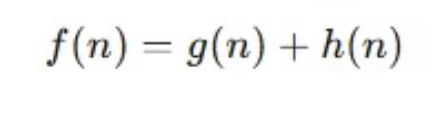 f(n) = g(n) + h(n)